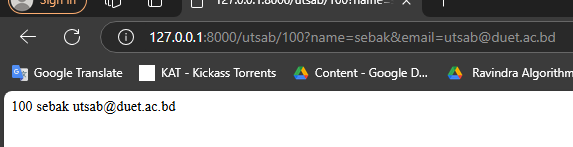 Sign in
127.0.0.1:8000/utsab/100?name=
127.0.0.1:8000/utsab/100?name=sebak&email=utsab@duet.ac.bd
Google Translate KAT - Kickass Torrents Content - Google D... Ravindra Algorithm
100 sebak utsab@duet.ac.bd